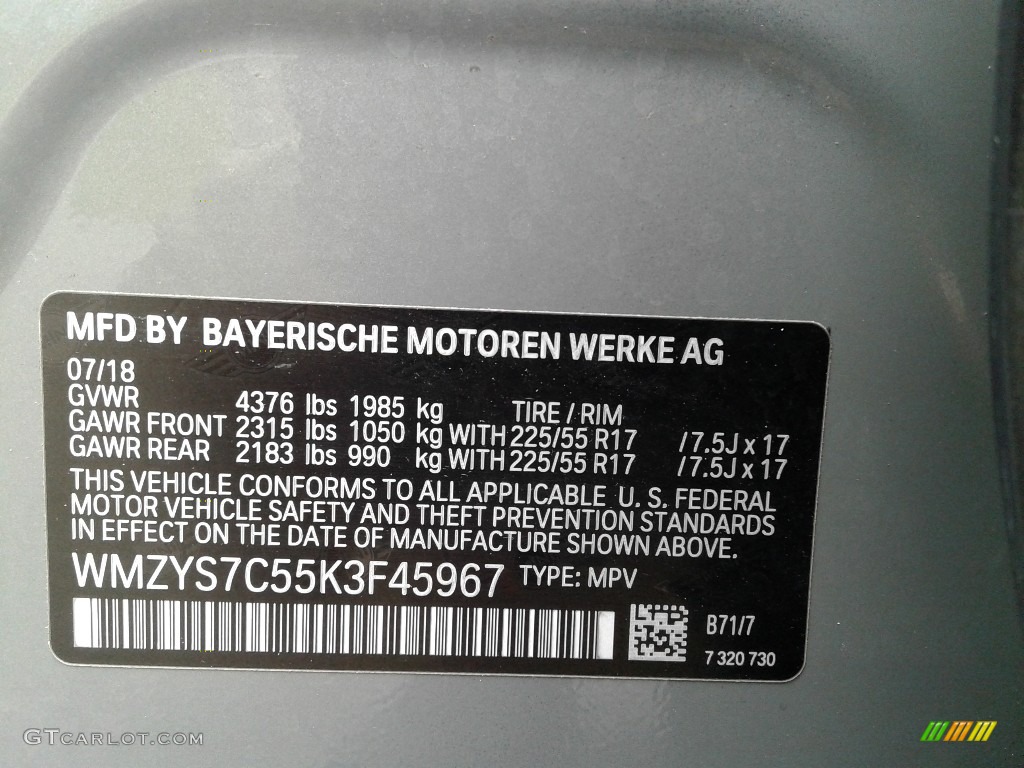 MFD BY BAYERISCHE MOTOREN WERKE AG
07/18
GVWR 4376 lbs 1985 kg TIRE / RIM
GAWR FRONT 2315 lbs 1050 kg WITH 225/55 R17 /7.5J x 17
GAWR REAR 2183 lbs 990 kg WITH 225/55 R17 /7.5J x 17
THIS VEHICLE CONFORMS TO ALL APPLICABLE U. S. FEDERAL
MOTOR VEHICLE SAFETY AND THEFT PREVENTION STANDARDS
IN EFFECT ON THE DATE OF MANUFACTURE SHOWN ABOVE.
WMZYS7C55K3F45967 TYPE: MPV
B71/7
7 320 730
GTCARLOT.COM